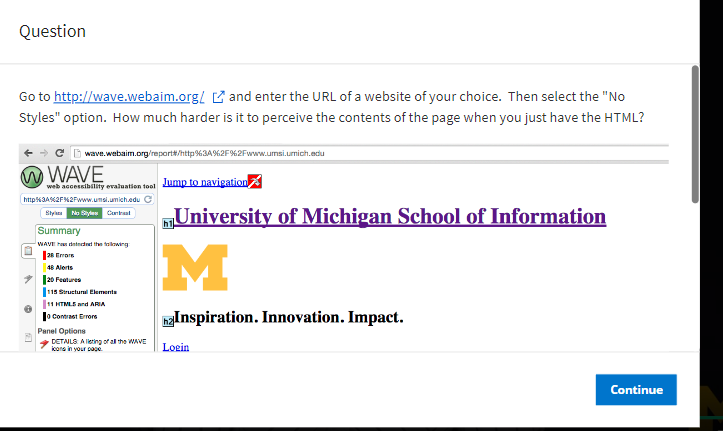 Question
Go to http://wave.webaim.org/ and enter the URL of a website of your choice. Then select the "No
Styles" option. How much harder is it to perceive the contents of the page when you just have the HTML?
wave.webaim.org/report#/http%3A%2F%2Fwww.umsi.umich.edu
WAVE
web accessibility evaluation tool
http%3A%2F%2Fwww.umsi.umich.edu
Styles No Styles Contrast
Summary
WAVE has detected the following
28 Errors
48 Alerts
20 Features
115 Structural Elements
11 HTML5 and ARIA
0 Contrast Errors
Panel Options
DETAILS: A listing of all the WAVE
icons in your page.
Jump to navigation
h1 University of Michigan School of Information
M
h2 Inspiration. Innovation. Impact.
Login
Continue